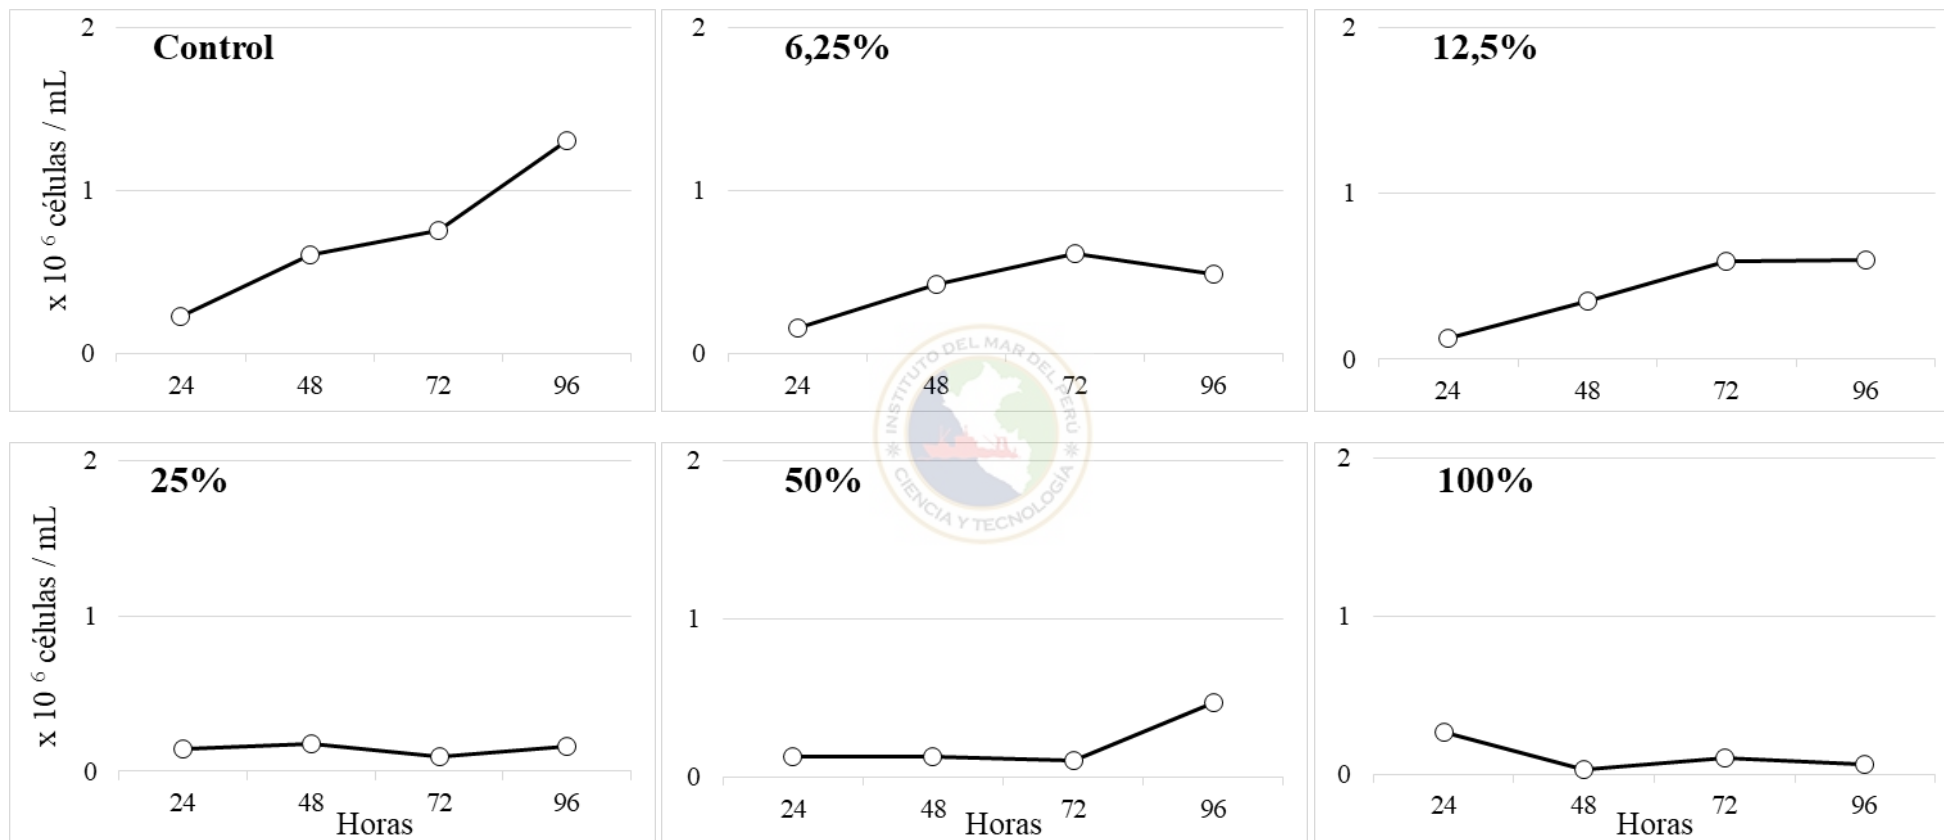 Control
2
1
0
x 10 ⁶ células / mL
24 48 72 96
6,25%
2
1
0
24 48 72 96
12,5%
2
1
0
24 48 72 96
25%
2
1
0
x 10 ⁶ células / mL
24 48 72 96
Horas
50%
2
1
0
24 48 72 96
Horas
100%
2
1
0
24 48 72 96
Horas
INSTITUTO DEL MAR DEL PERÚ
CIENCIA Y TECNOLOGÍA